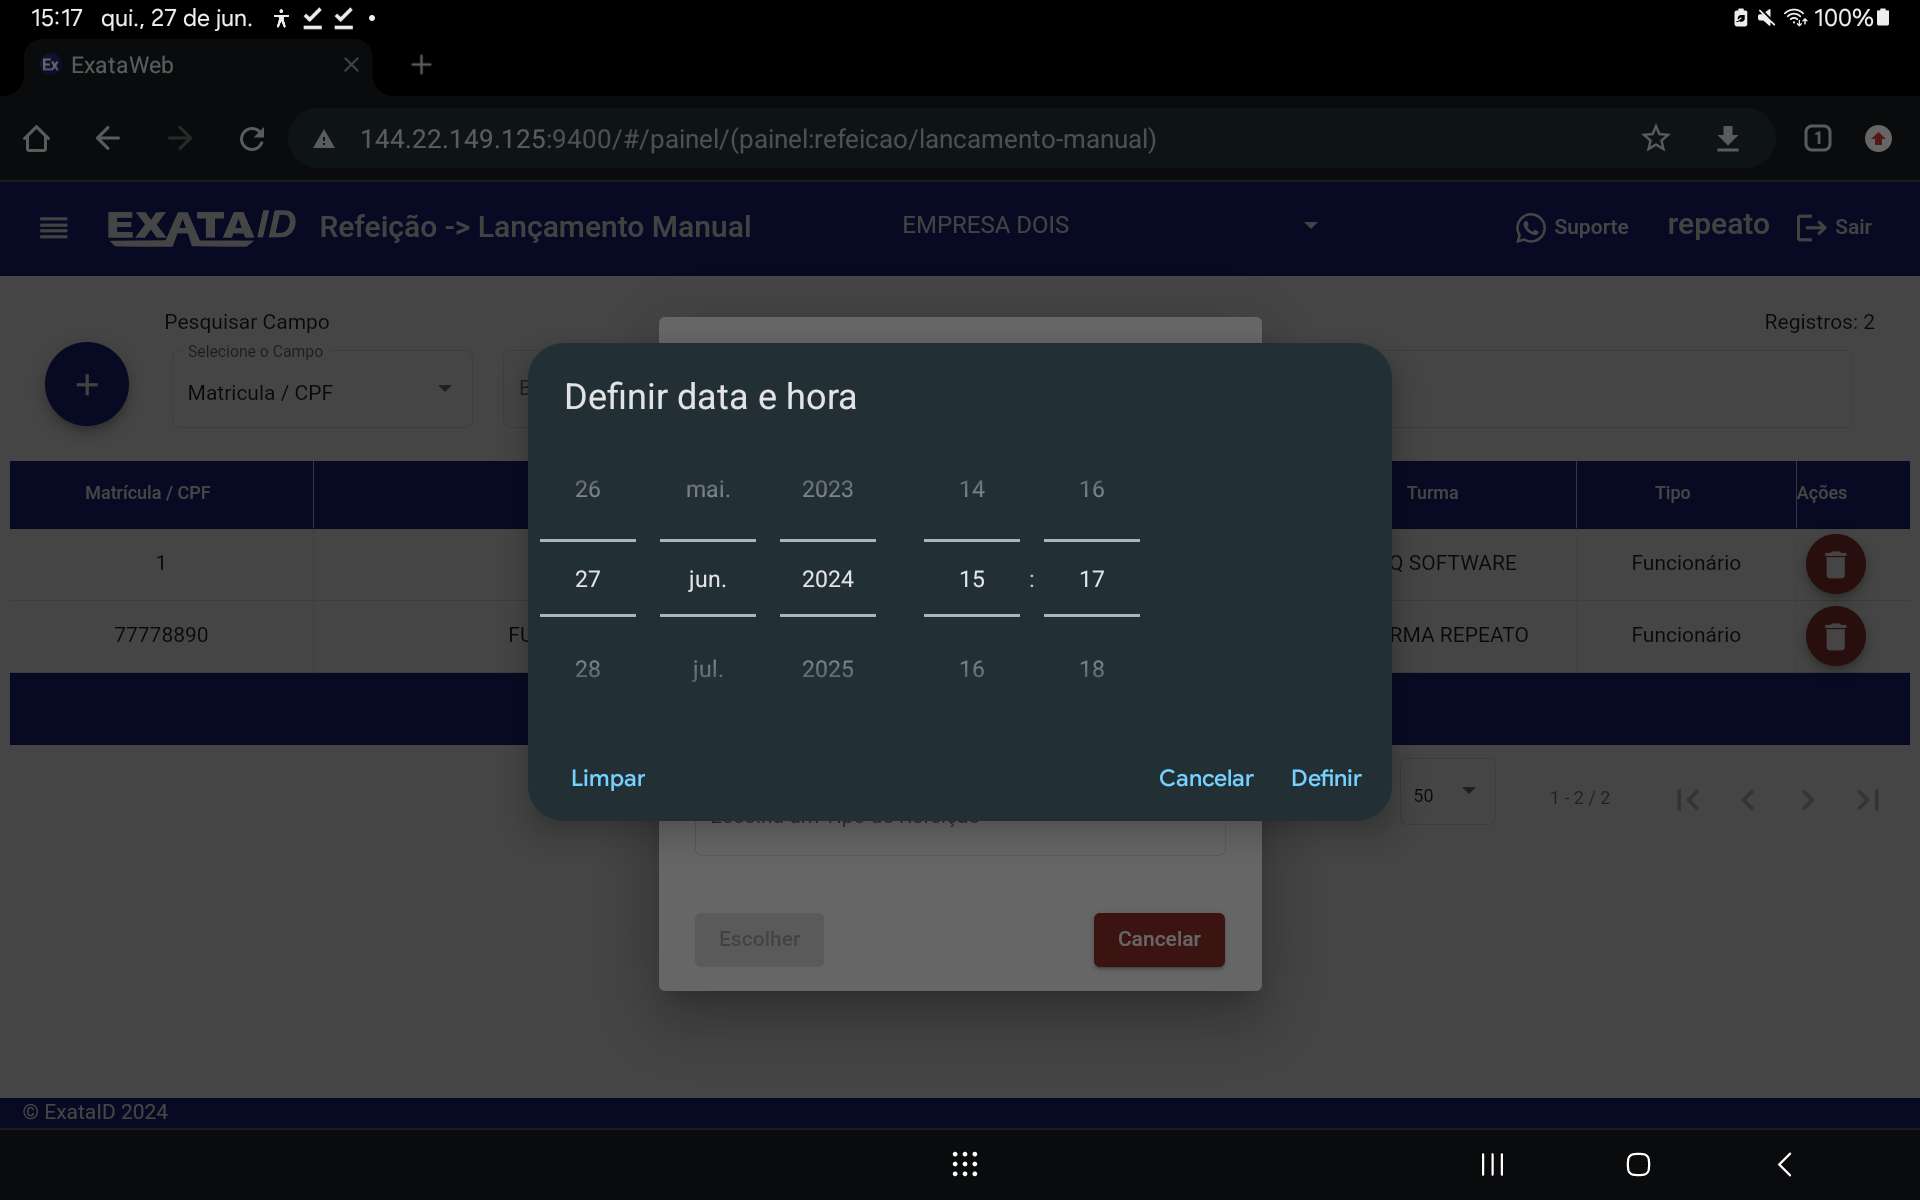 15:17 qui., 27 de jun.
100%
Ex ExataWeb
144.22.149.125:9400/#/painel/(painel:refeicao/lancamento-manual)
1
EXATAID Refeição -> Lançamento Manual EMPRESA DOIS Suporte repeato Sair
Pesquisar Campo Registros: 2
Selecione o Campo
Matricula / CPF
Definir data e hora
26 mai. 2023 14 16
27 jun. 2024 15 : 17
28 jul. 2025 16 18
Limpar Cancelar Definir
Matrícula / CPF Turma Tipo Ações
1 Q SOFTWARE Funcionário
77778890 FU RMA REPEATO Funcionário
50 1 - 2 / 2
Escolher Cancelar
© ExataID 2024